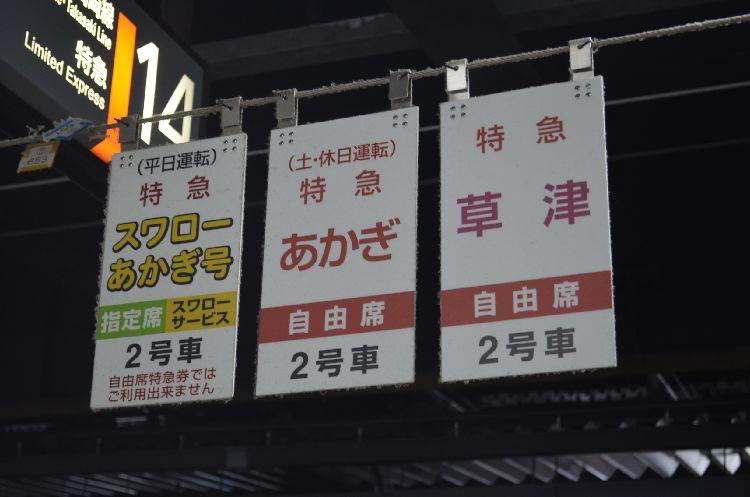 Takasaki Line
特急
Limited Express
14
653
(平日運転)
特急
スワロー
あかぎ号
指定席
スワロー
サービス
2号車
自由席特急券では
ご利用出来ません
(土・休日運転)
特急
あかぎ
自由席
2号車
特急
草津
自由席
2号車